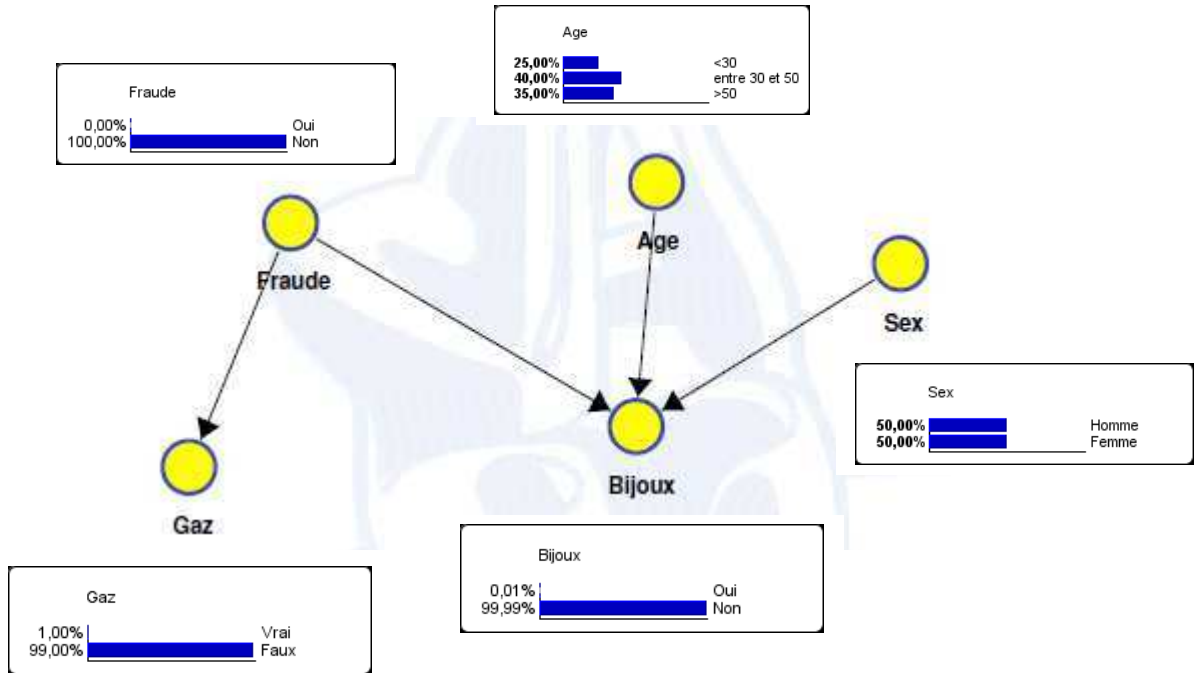 Age
25,00% <30
40,00% entre 30 et 50
35,00% >50
Fraude
0,00% Oui
100,00% Non
Age
Fraude
Sex
Sex
50,00% Homme
50,00% Femme
Bijoux
Gaz
Bijoux
0,01% Oui
99,99% Non
Gaz
1,00% Vrai
99,00% Faux